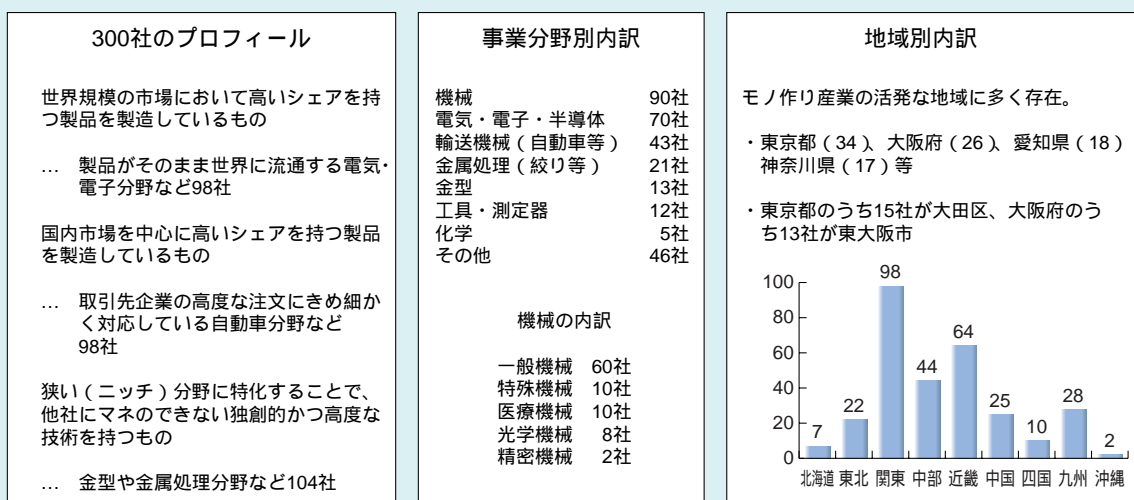 300社のプロフィール
世界規模の市場において高いシェアを持
つ製品を製造しているもの
… 製品がそのまま世界に流通する電気・
電子分野など98社
国内市場を中心に高いシェアを持つ製品
を製造しているもの
… 取引先企業の高度な注文にきめ細か
く対応している自動車分野など
98社
狭い(ニッチ)分野に特化することで、
他社にマネのできない独創的かつ高度な
技術を持つもの
… 金型や金属処理分野など104社
事業分野別内訳
機械 90社
電気・電子・半導体 70社
輸送機械(自動車等) 43社
金属処理(絞り等) 21社
金型 13社
工具・測定器 12社
化学 5社
その他 46社
機械の内訳
一般機械 60社
特殊機械 10社
医療機械 10社
光学機械 8社
精密機械 2社
地域別内訳
モノ作り産業の活発な地域に多く存在。
・東京都(34)、大阪府(26)、愛知県(18)
神奈川県(17)等
・東京都のうち15社が大田区、大阪府のう
ち13社が東大阪市
100
80
60
40
20
0
7 22 98 44 64 25 10 28 2
北海道 東北 関東 中部 近畿 中国 四国 九州 沖縄